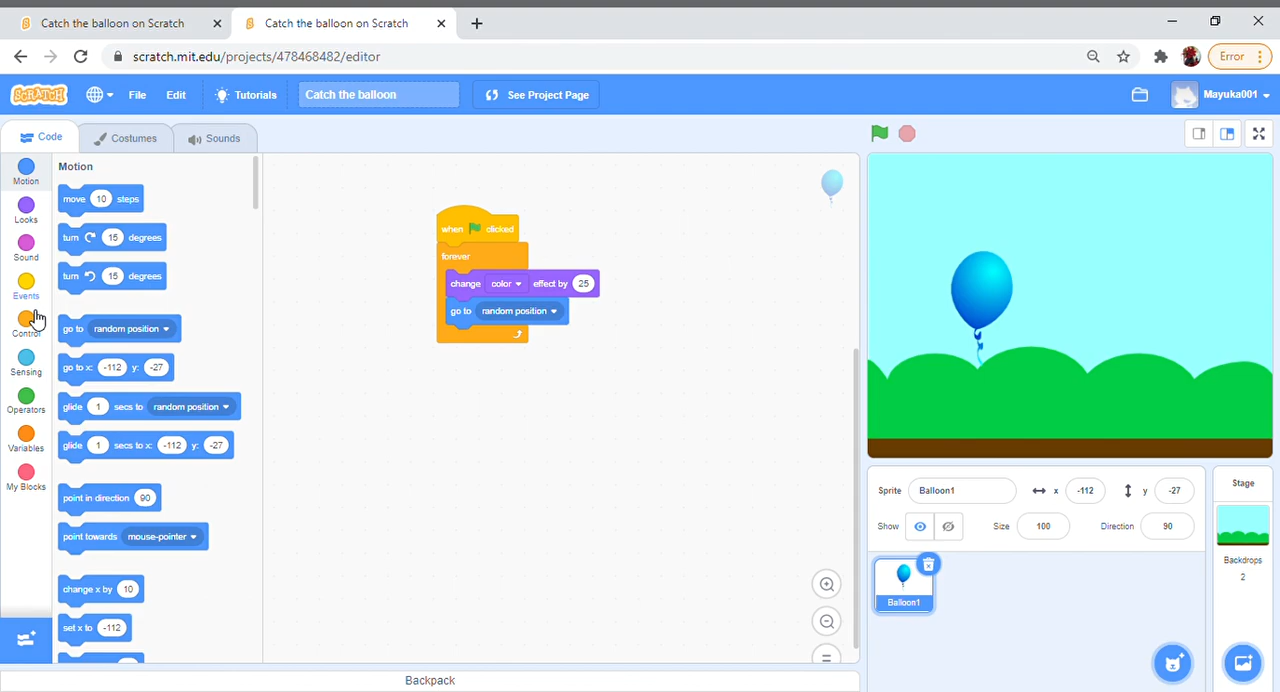 Catch the balloon on Scratch
Catch the balloon on Scratch
scratch.mit.edu/projects/478468482/editor
Error
SCRATCH
File
Edit
Tutorials
Catch the balloon
See Project Page
Mayuka001
Code
Costumes
Sounds
Motion
Looks
Sound
Events
Control
Sensing
Operators
Variables
My Blocks
Motion
move 10 steps
turn 15 degrees
turn 15 degrees
go to random position
go to x: -112 y: -27
glide 1 secs to random position
glide 1 secs to x: -112 y: -27
point in direction 90
point towards mouse-pointer
change x by 10
set x to -112
when clicked
forever
change color effect by 25
go to random position
Sprite Balloon1 x -112 y -27
Show Size 100 Direction 90
Balloon1
Stage
Backdrops
2
Backpack